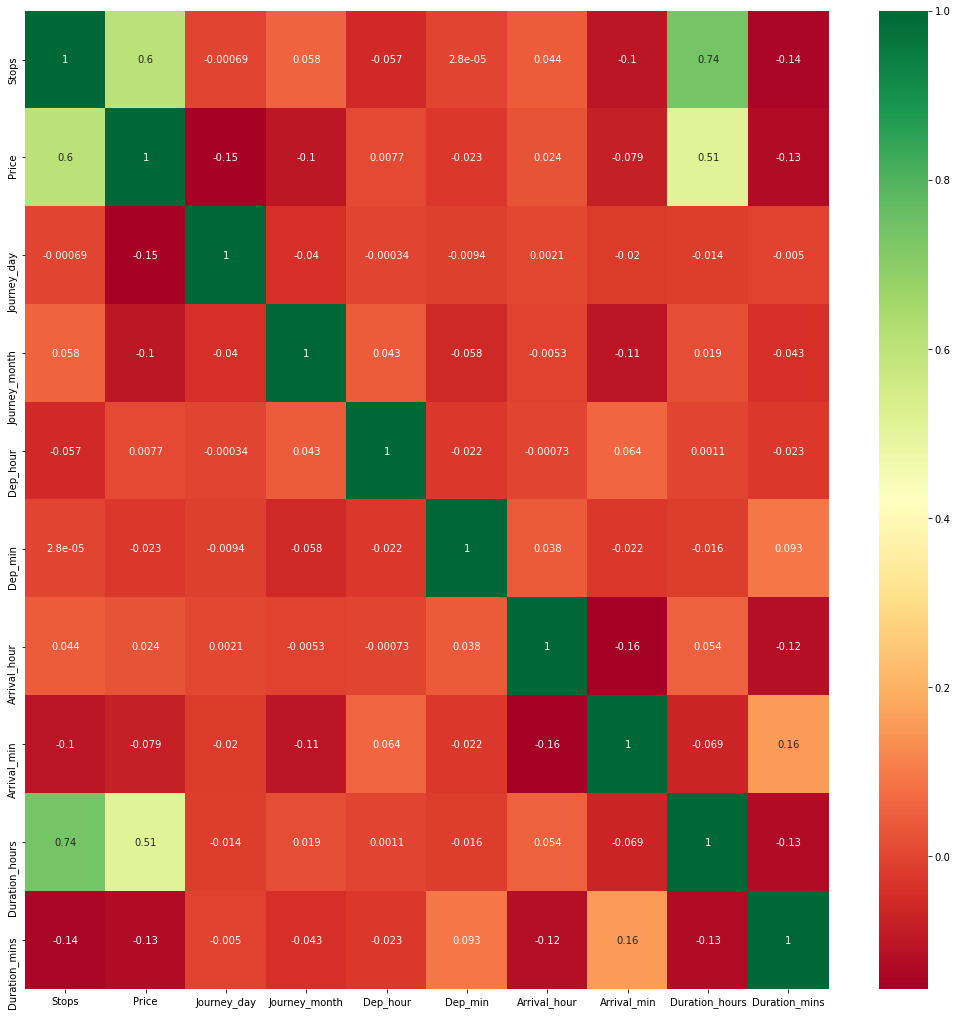 Stops 1 0.6 -0.00069 0.058 -0.057 2.8e-05 0.044 -0.1 0.74 -0.14
Price 0.6 1 -0.15 -0.1 0.0077 -0.023 0.024 -0.079 0.51 -0.13
Journey_day -0.00069 -0.15 1 -0.04 -0.00034 -0.0094 0.0021 -0.02 -0.014 -0.005
Journey_month 0.058 -0.1 -0.04 1 0.043 -0.058 -0.0053 -0.11 0.019 -0.043
Dep_hour -0.057 0.0077 -0.00034 0.043 1 -0.022 -0.00073 0.064 0.0011 -0.023
Dep_min 2.8e-05 -0.023 -0.0094 -0.058 -0.022 1 0.038 -0.022 -0.016 0.093
Arrival_hour 0.044 0.024 0.0021 -0.0053 -0.00073 0.038 1 -0.16 0.054 -0.12
Arrival_min -0.1 -0.079 -0.02 -0.11 0.064 -0.022 -0.16 1 -0.069 0.16
Duration_hours 0.74 0.51 -0.014 0.019 0.0011 -0.016 0.054 -0.069 1 -0.13
Duration_mins -0.14 -0.13 -0.005 -0.043 -0.023 0.093 -0.12 0.16 -0.13 1
Stops Price Journey_day Journey_month Dep_hour Dep_min Arrival_hour Arrival_min Duration_hours Duration_mins
1.0
0.8
0.6
0.4
0.2
0.0